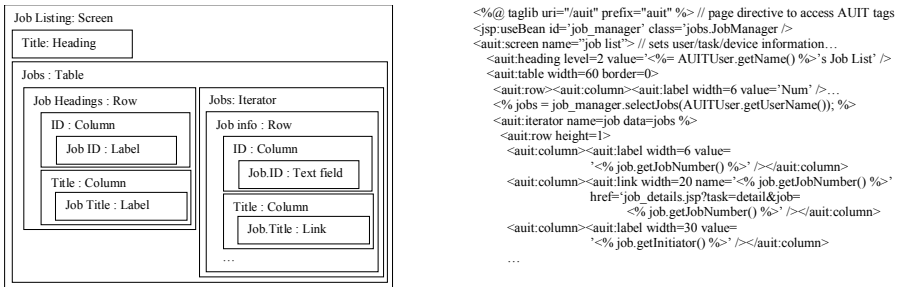 Job Listing: Screen
Title: Heading
Jobs : Table
Job Headings : Row
ID : Column
Job ID : Label
Title : Column
Job Title : Label
Jobs: Iterator
Job info : Row
ID : Column
Job.ID : Text field
Title : Column
Job.Title : Link
…
<%@ taglib uri="/auit" prefix="auit" %> // page directive to access AUIT tags
<jsp:useBean id='job_manager' class='jobs.JobManager />
<auit:screen name="job list"> // sets user/task/device information…
<auit:heading level=2 value='<%= AUITUser.getName() %>'s Job List' />
<auit:table width=60 border=0>
<auit:row><auit:column><auit:label width=6 value='Num' />…
<% jobs = job_manager.selectJobs(AUITUser.getUserName()); %>
<auit:iterator name=job data=jobs %>
<auit:row height=1>
<auit:column><auit:label width=6 value=
'<% job.getJobNumber() %>' /></auit:column>
<auit:column><auit:link width=20 name='<% job.getJobNumber() %>'
href='job_details.jsp?task=detail&job=
<% job.getJobNumber() %>' /></auit:column>
<auit:column><auit:label width=30 value=
'<% job.getInitiator() %>' /></auit:column>
…